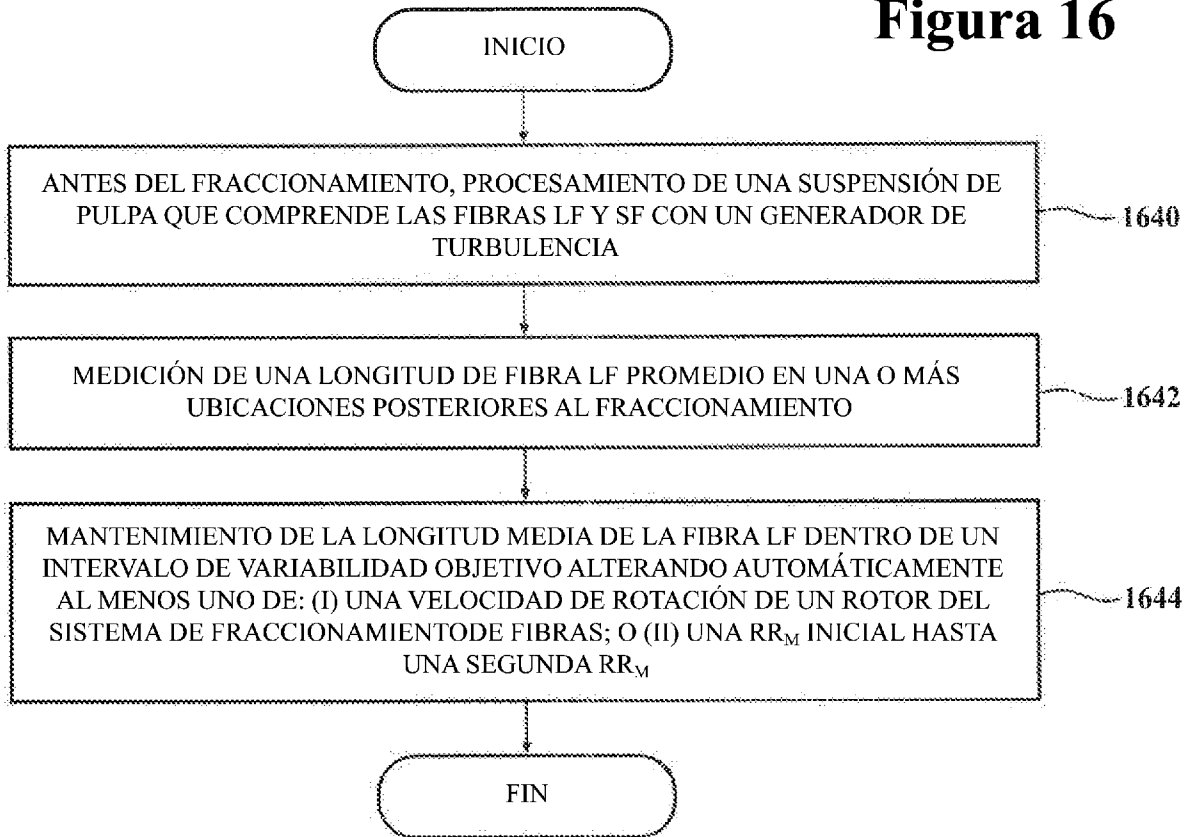 Figura 16
INICIO
ANTES DEL FRACCIONAMIENTO, PROCESAMIENTO DE UNA SUSPENSIÓN DE
PULPA QUE COMPRENDE LAS FIBRAS LF Y SF CON UN GENERADOR DE
TURBULENCIA
1640
MEDICIÓN DE UNA LONGITUD DE FIBRA LF PROMEDIO EN UNA O MÁS
UBICACIONES POSTERIORES AL FRACCIONAMIENTO
1642
MANTENIMIENTO DE LA LONGITUD MEDIA DE LA FIBRA LF DENTRO DE UN
INTERVALO DE VARIABILIDAD OBJETIVO ALTERANDO AUTOMÁTICAMENTE
AL MENOS UNO DE: (I) UNA VELOCIDAD DE ROTACIÓN DE UN ROTOR DEL
SISTEMA DE FRACCIONAMIENTODE FIBRAS; O (II) UNA RR_M INICIAL HASTA
UNA SEGUNDA RR_M
1644
FIN